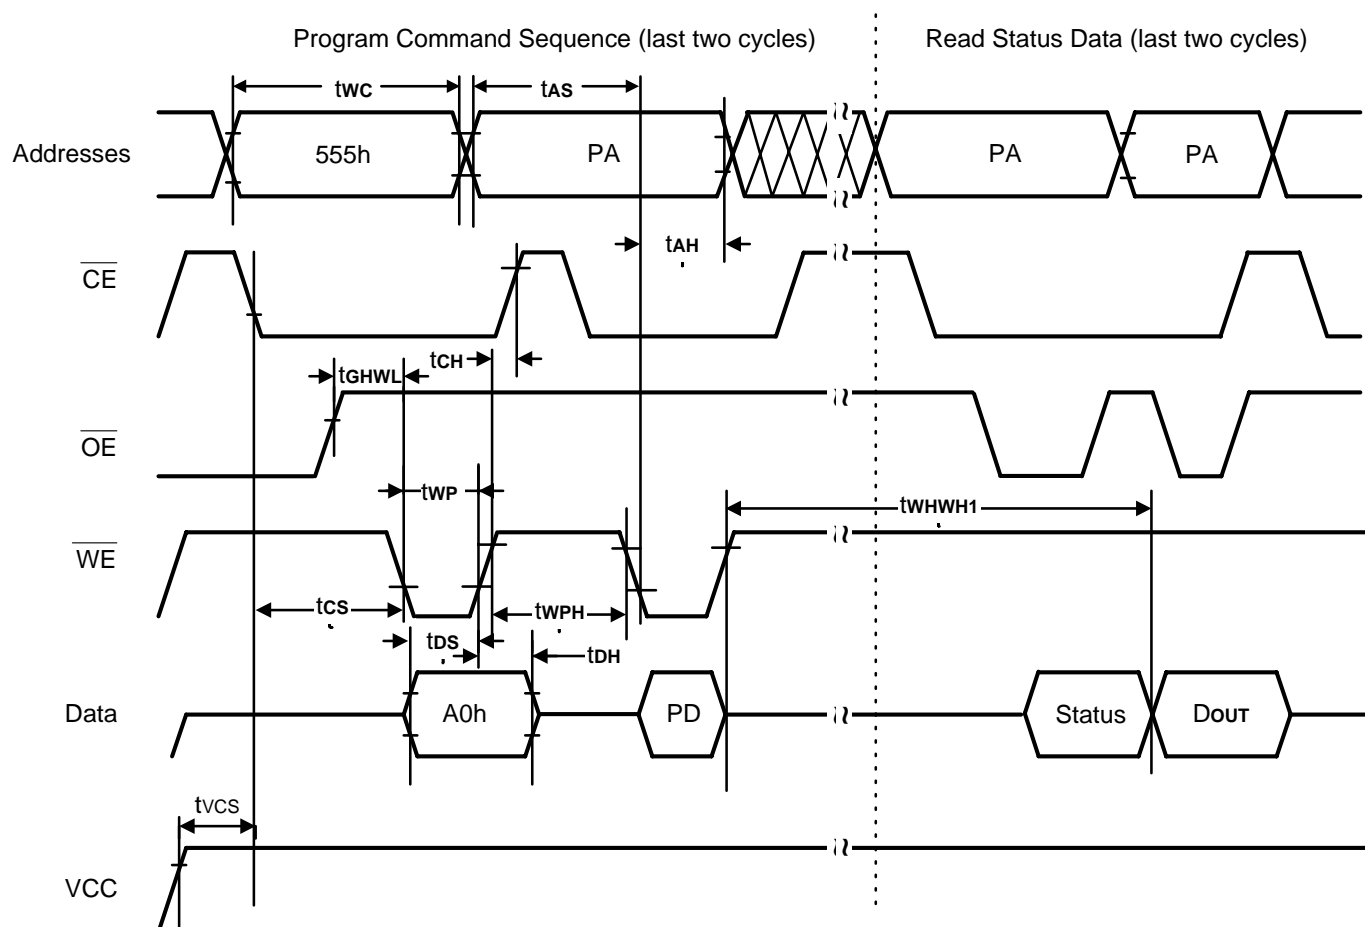 Program Command Sequence (last two cycles)
Read Status Data (last two cycles)
tWC
tAS
Addresses
555h
PA
PA
PA
tAH
CE
tCH
tGHWL
OE
tWP
tWHWH1
WE
tCS
tWPH
tDS
tDH
Data
A0h
PD
Status
DOUT
tVCS
VCC